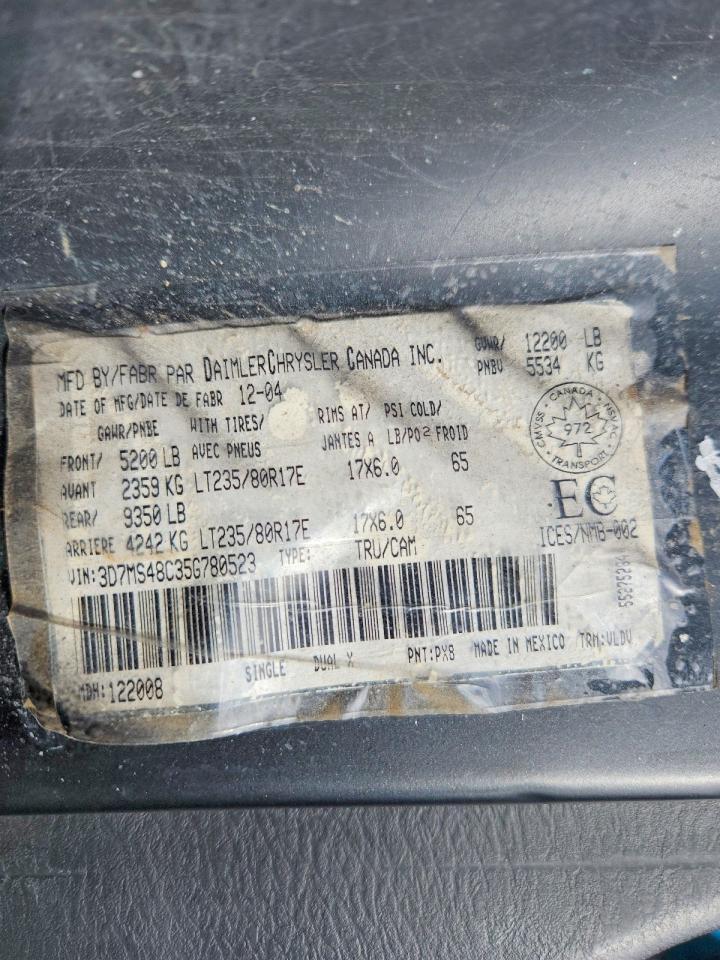 MFD BY/FABR PAR DAIMLERCHRYSLER CANADA INC. GVWR/ 12200 LB
PNBV 5534 KG
DATE OF MFG/DATE DE FABR 12-04
GAWR/PNBE WITH TIRES/ RIMS AT/ PSI COLD/
AVEC PNEUS JANTES A LB/PO2 FROID
FRONT/ 5200 LB
AVANT 2359 KG LT235/80R17E 17X6.0 65
REAR/ 9350 LB
ARRIERE 4242 KG LT235/80R17E 17X6.0 65
CMVSS • CANADA • NSVAC • TRANSPORT
972
EC
ICES/NMB-002
VIN:3D7MS48C35G780523 TYPE: TRU/CAM
MDH:122008 SINGLE DUAL X PNT:PX8 MADE IN MEXICO TRM:VLDV